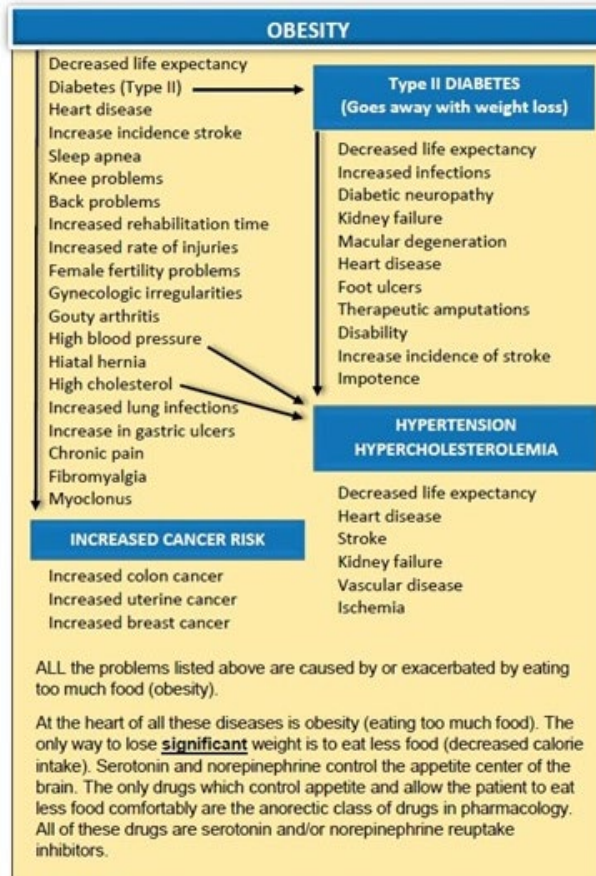 OBESITY
Decreased life expectancy
Diabetes (Type II)
Heart disease
Increase incidence stroke
Sleep apnea
Knee problems
Back problems
Increased rehabilitation time
Increased rate of injuries
Female fertility problems
Gynecologic irregularities
Gouty arthritis
High blood pressure
Hiatal hernia
High cholesterol
Increased lung infections
Increase in gastric ulcers
Chronic pain
Fibromyalgia
Myoclonus
Type II DIABETES
(Goes away with weight loss)
Decreased life expectancy
Increased infections
Diabetic neuropathy
Kidney failure
Macular degeneration
Heart disease
Foot ulcers
Therapeutic amputations
Disability
Increase incidence of stroke
Impotence
HYPERTENSION
HYPERCHOLESTEROLEMIA
Decreased life expectancy
Heart disease
Stroke
Kidney failure
Vascular disease
Ischemia
INCREASED CANCER RISK
Increased colon cancer
Increased uterine cancer
Increased breast cancer
ALL the problems listed above are caused by or exacerbated by eating
too much food (obesity).
At the heart of all these diseases is obesity (eating too much food). The
only way to lose significant weight is to eat less food (decreased calorie
intake). Serotonin and norepinephrine control the appetite center of the
brain. The only drugs which control appetite and allow the patient to eat
less food comfortably are the anorectic class of drugs in pharmacology.
All of these drugs are serotonin and/or norepinephrine reuptake
inhibitors.